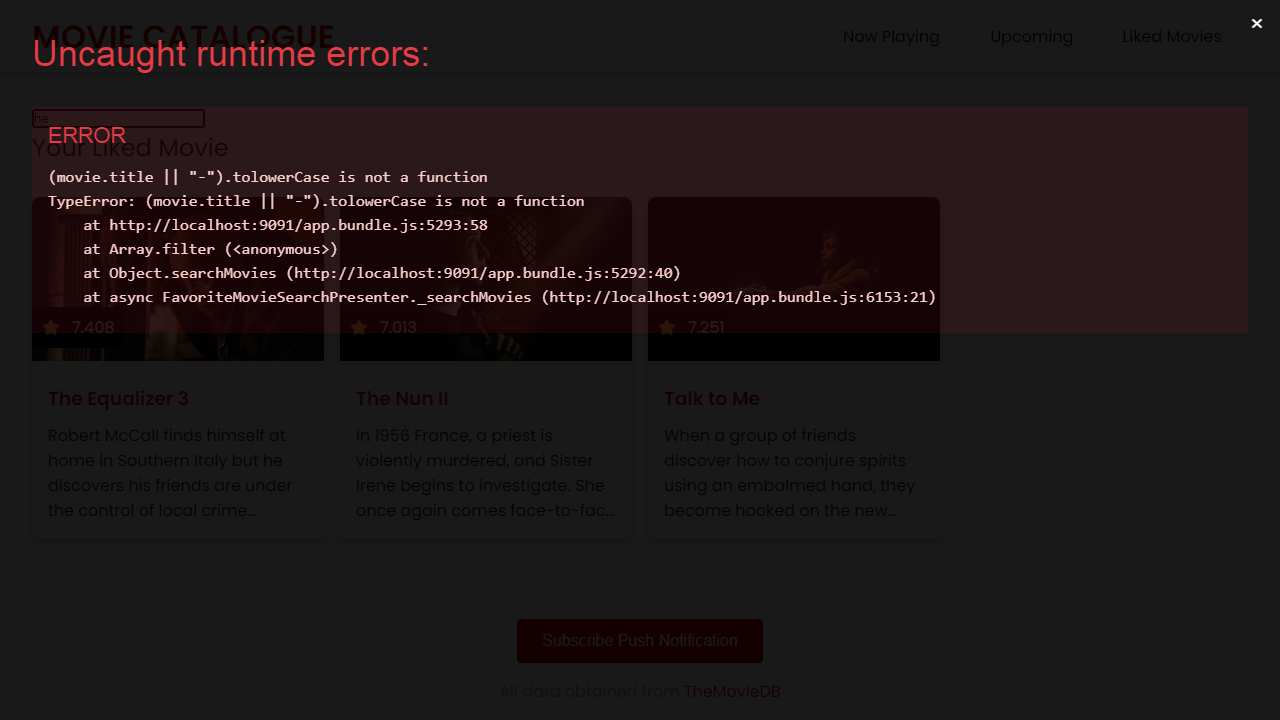 MOVIE CATALOGUE
Now Playing
Upcoming
Liked Movies
×
Uncaught runtime errors:
he
ERROR
Your Liked Movie
(movie.title || "-").tolowerCase is not a function
TypeError: (movie.title || "-").tolowerCase is not a function
at http://localhost:9091/app.bundle.js:5293:58
at Array.filter (<anonymous>)
at Object.searchMovies (http://localhost:9091/app.bundle.js:5292:40)
at async FavoriteMovieSearchPresenter._searchMovies (http://localhost:9091/app.bundle.js:6153:21)
7.408
7.013
7.251
The Equalizer 3
Robert McCall finds himself at
home in Southern Italy but he
discovers his friends are under
the control of local crime...
The Nun II
In 1956 France, a priest is
violently murdered, and Sister
Irene begins to investigate. She
once again comes face-to-fac...
Talk to Me
When a group of friends
discover how to conjure spirits
using an embalmed hand, they
become hooked on the new...
Subscribe Push Notification
All data obtained from TheMovieDB